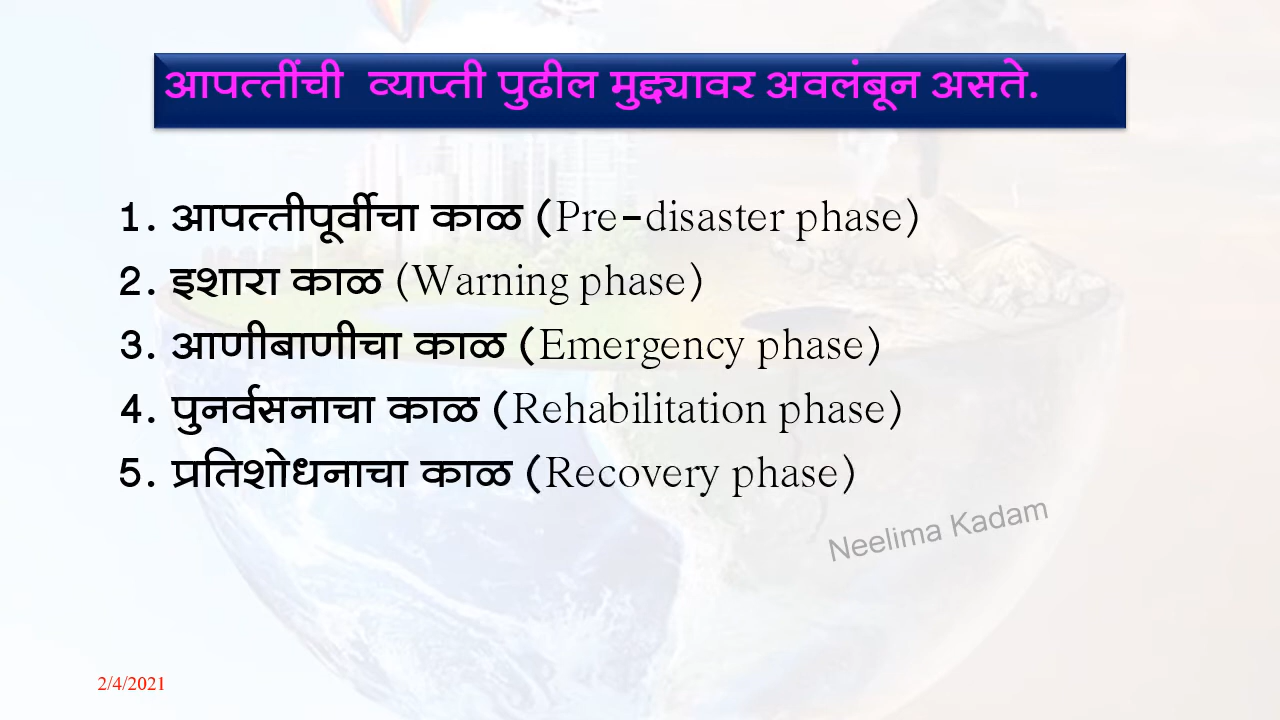 आपत्तींची व्याप्ती पुढील मुद्द्यावर अवलंबून असते.
1. आपत्तीपूर्वीचा काळ (Pre-disaster phase)
2. इशारा काळ (Warning phase)
3. आणीबाणीचा काळ (Emergency phase)
4. पुनर्वसनाचा काळ (Rehabilitation phase)
5. प्रतिशोधनाचा काळ (Recovery phase)
Neelima Kadam
2/4/2021